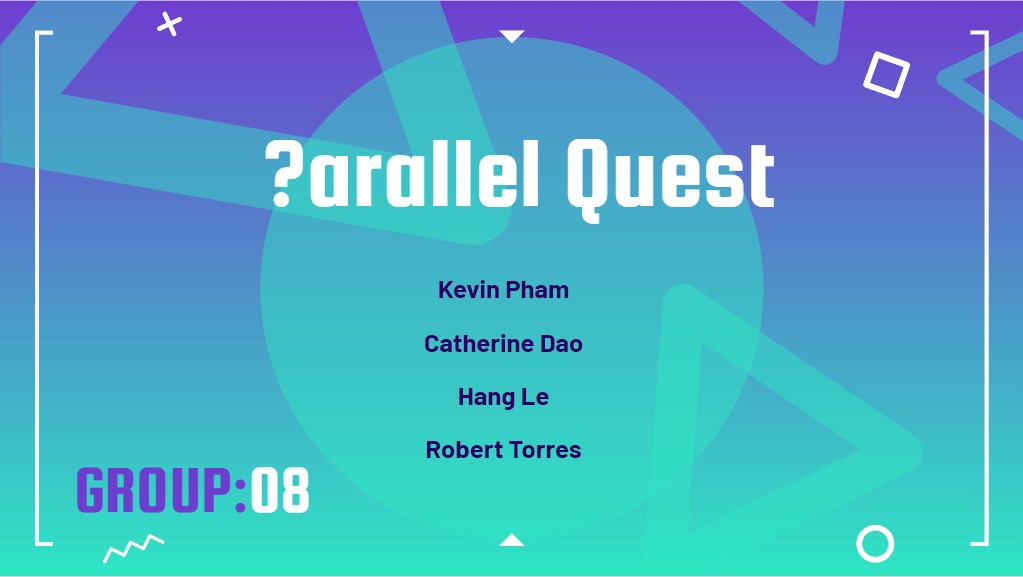 ?arallel Quest
Kevin Pham
Catherine Dao
Hang Le
Robert Torres
GROUP:08